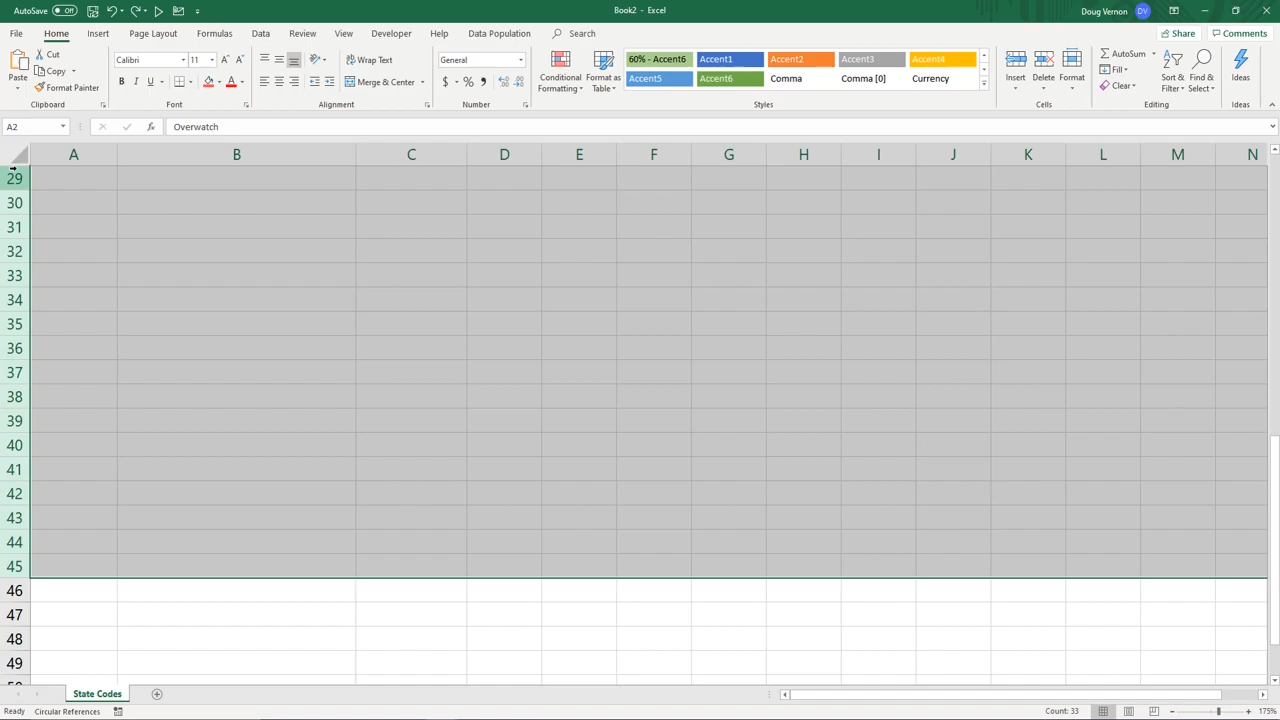 AutoSave Off Book2 - Excel Doug Vernon DV
File Home Insert Page Layout Formulas Data Review View Developer Help Data Population Search Share Comments
Paste Cut Copy Format Painter Clipboard
Calibri 11 B I U A Font
Wrap Text Merge & Center Alignment
General $ % , Number
Conditional Formatting Format as Table
60% - Accent6 Accent1 Accent2 Accent3 Accent4
Accent5 Accent6 Comma Comma [0] Currency
Styles
Insert Delete Format Cells
AutoSum Fill Clear Sort & Filter Find & Select Editing
Ideas Ideas
A2 fx Overwatch
A B C D E F G H I J K L M N
29
30
31
32
33
34
35
36
37
38
39
40
41
42
43
44
45
46
47
48
49
State Codes
Ready Circular References Count: 33 175%